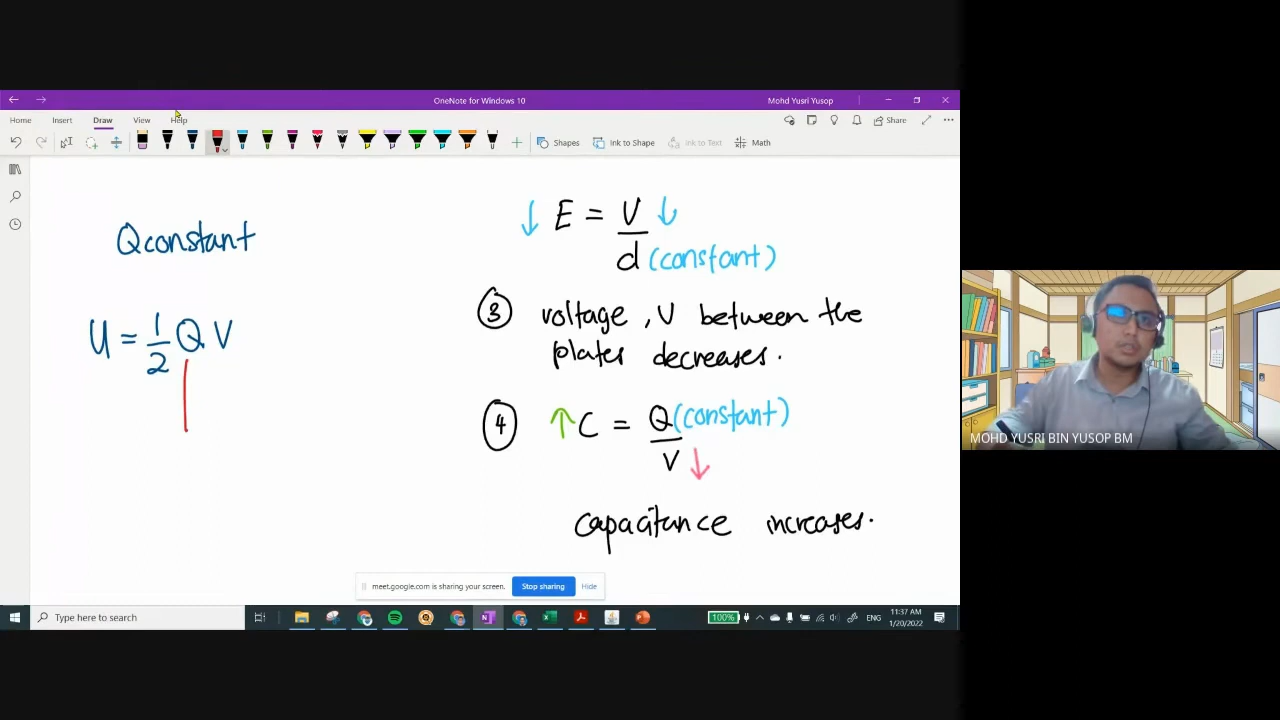 OneNote for Windows 10
Mohd Yusri Yusop
Home Insert Draw View Help
Share
Shapes Ink to Shape Ink to Text Math
Q constant
U = 1/2 Q V
↓ E = V ↓
d (constant)
③ voltage, V between the
plates decreases.
④ ↑ C = Q (constant)
V ↓
capacitance increases.
meet.google.com is sharing your screen. Stop sharing Hide
MOHD YUSRI BIN YUSOP BM
Type here to search
100%
ENG
11:37 AM
1/20/2022